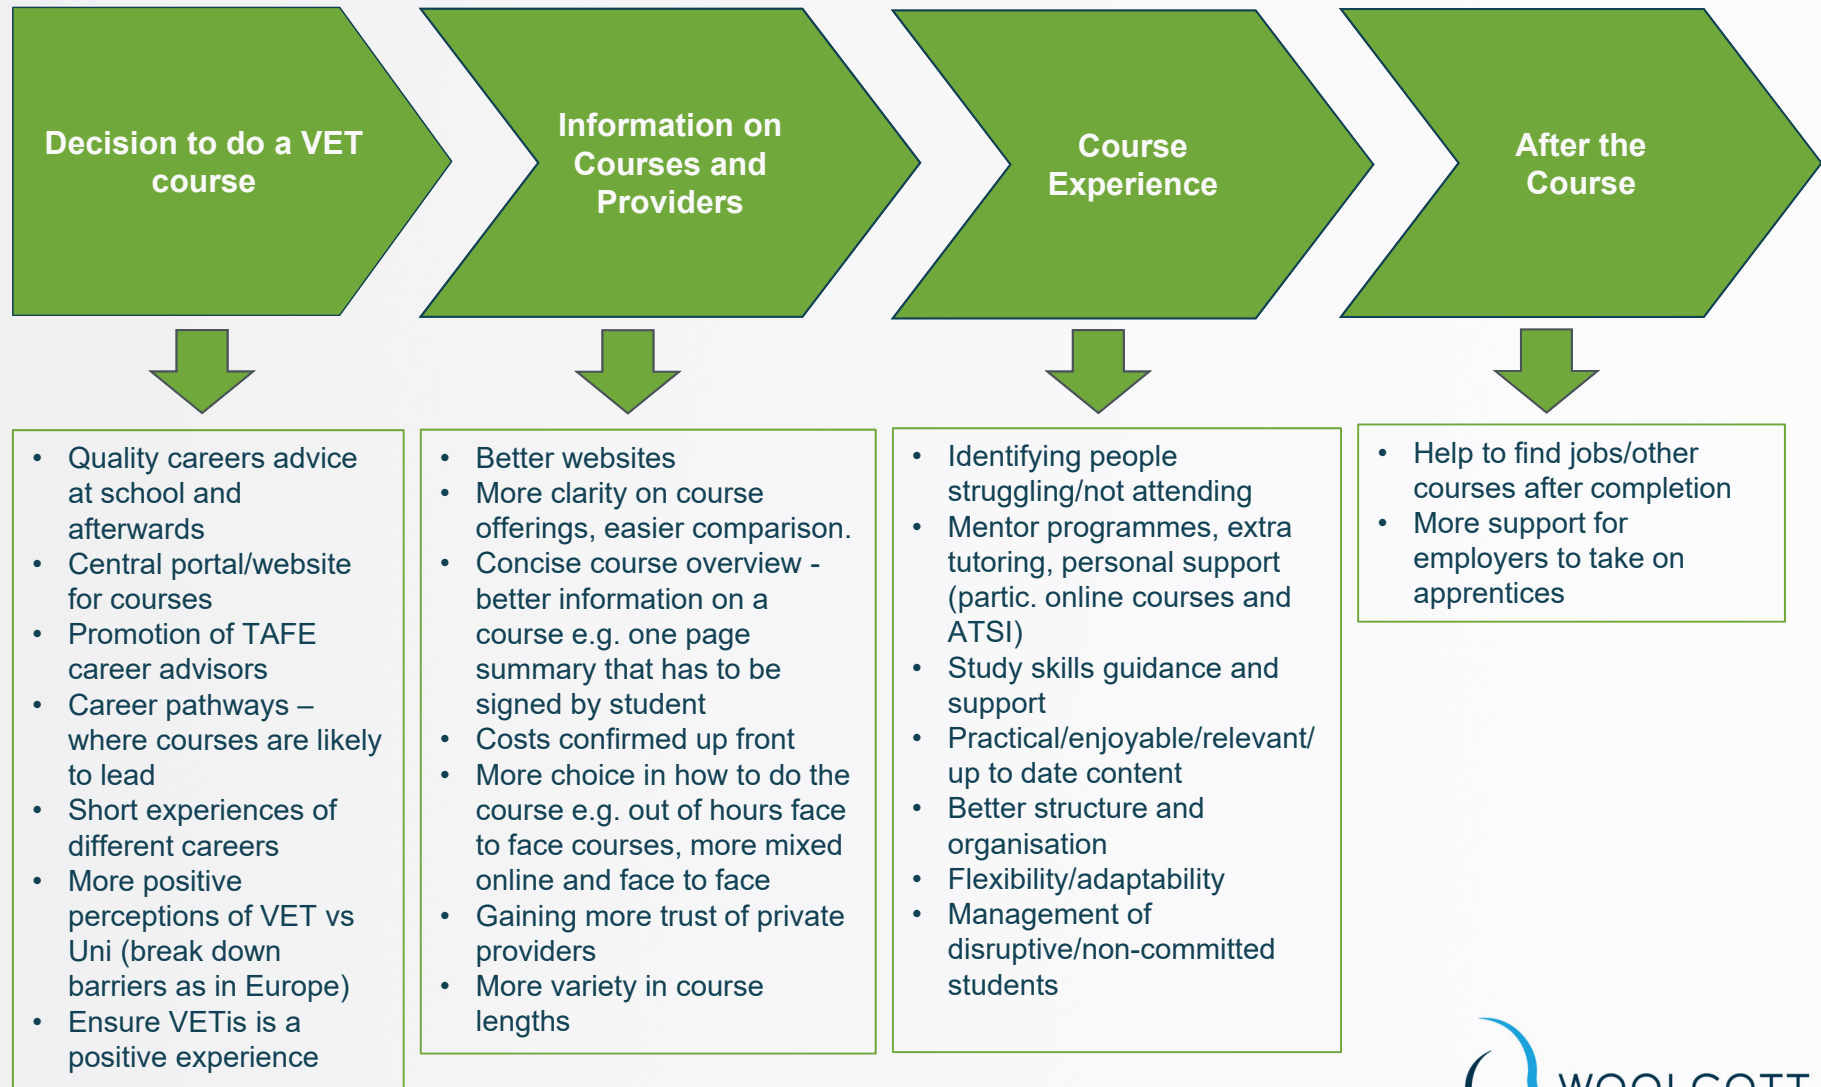 Decision to do a VET
course
Information on
Courses and
Providers
Course
Experience
After the
Course
• Quality careers advice
at school and
afterwards
• Central portal/website
for courses
• Promotion of TAFE
career advisors
• Career pathways –
where courses are likely
to lead
• Short experiences of
different careers
• More positive
perceptions of VET vs
Uni (break down
barriers as in Europe)
• Ensure VETis is a
positive experience
• Better websites
• More clarity on course
offerings, easier comparison.
• Concise course overview -
better information on a
course e.g. one page
summary that has to be
signed by student
• Costs confirmed up front
• More choice in how to do the
course e.g. out of hours face
to face courses, more mixed
online and face to face
• Gaining more trust of private
providers
• More variety in course
lengths
• Identifying people
struggling/not attending
• Mentor programmes, extra
tutoring, personal support
(partic. online courses and
ATSI)
• Study skills guidance and
support
• Practical/enjoyable/relevant/
up to date content
• Better structure and
organisation
• Flexibility/adaptability
• Management of
disruptive/non-committed
students
• Help to find jobs/other
courses after completion
• More support for
employers to take on
apprentices
WOOLCOTT